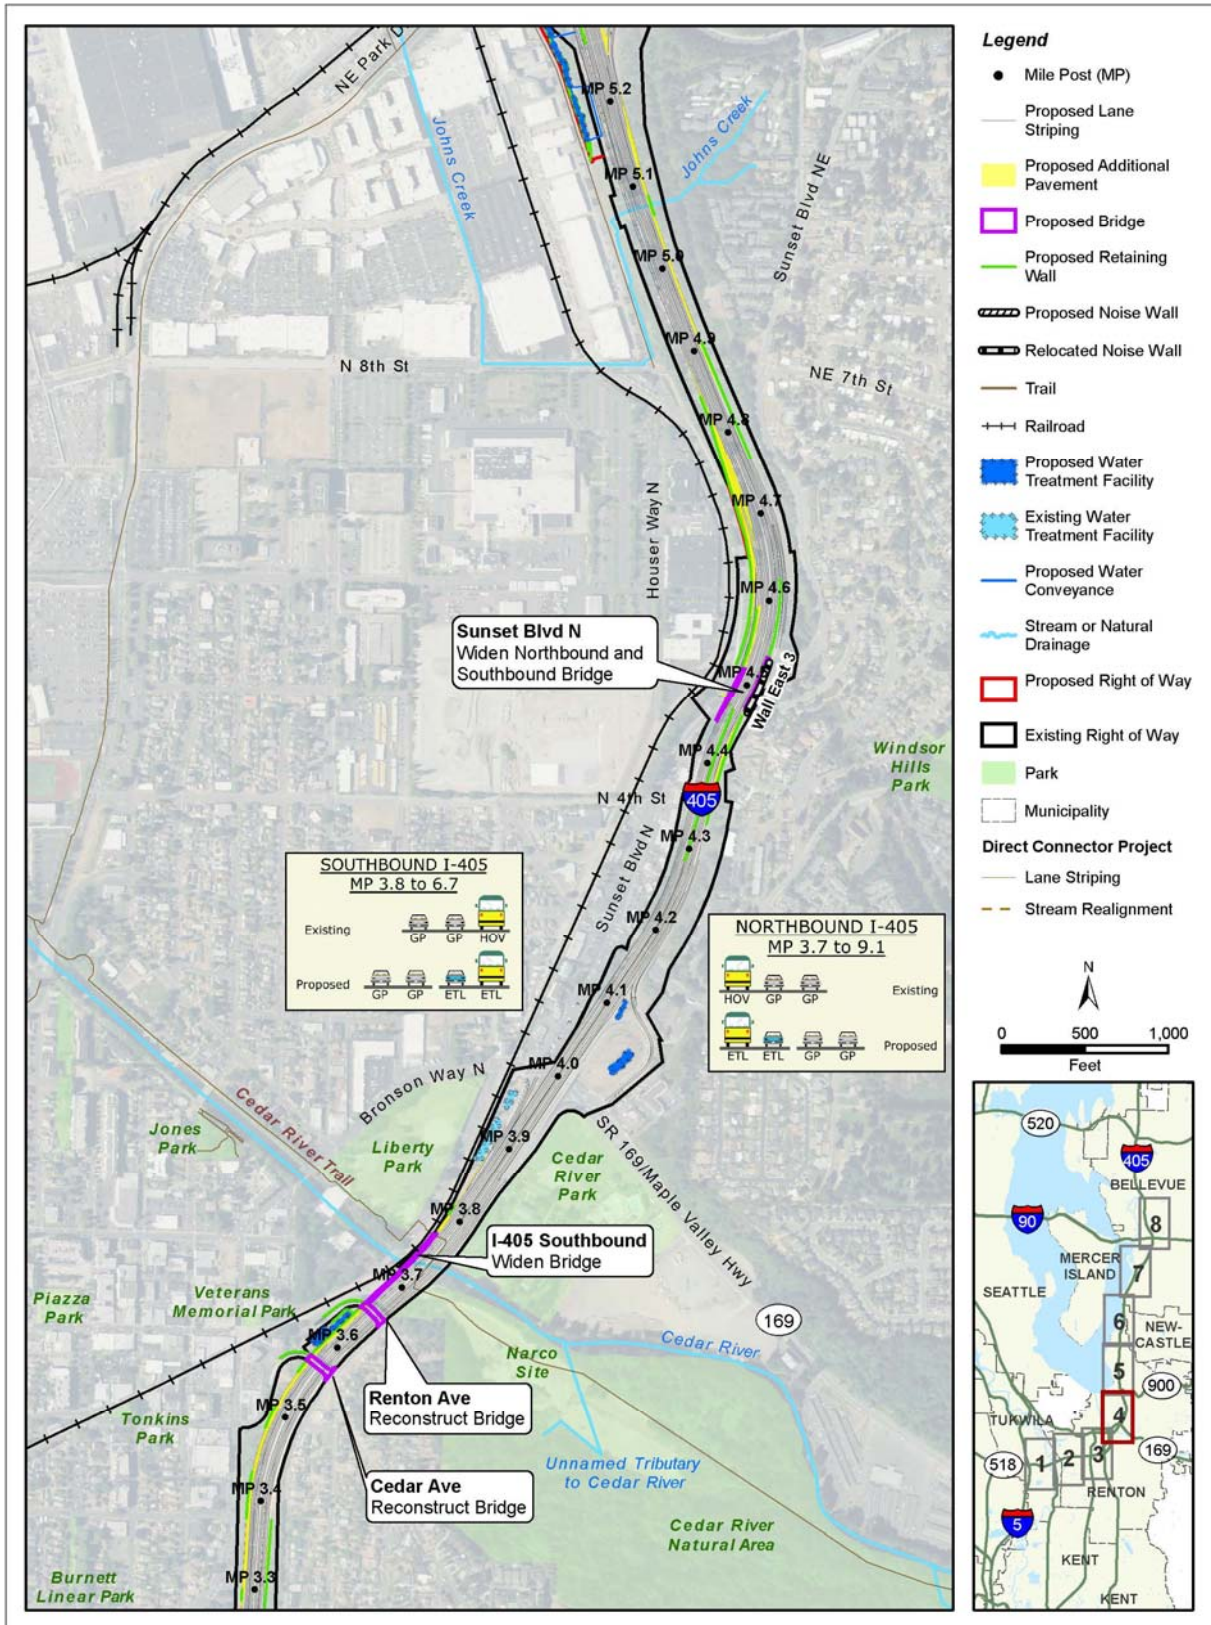 NE Park D
MP 5.2
Johns Creek
Johns Creek
MP 5.1
Sunset Blvd NE
MP 5.0
MP 4.9
N 8th St
NE 7th St
MP 4.8
MP 4.7
Houser Way N
MP 4.6
Sunset Blvd N
Widen Northbound and
Southbound Bridge
MP 4.
Wall East 3
MP 4.4
Windsor
Hills
Park
N 4th St
405
MP 4.3
Sunset Blvd N
SOUTHBOUND I-405
MP 3.8 to 6.7
Existing
GP GP HOV
Proposed
GP GP ETL ETL
MP 4.2
NORTHBOUND I-405
MP 3.7 to 9.1
HOV GP GP
Existing
ETL ETL GP GP
Proposed
MP 4.1
MP 4.0
Bronson Way N
Cedar River Trail
Jones
Park
Liberty
Park
MP 3.9
Cedar
River
Park
SR 169/Maple Valley Hwy
MP 3.8
I-405 Southbound
Widen Bridge
MP 3.7
Veterans
Memorial Park
Piazza
Park
MP 3.6
169
Cedar River
Narco
Site
Renton Ave
Reconstruct Bridge
MP 3.5
Tonkins
Park
Unnamed Tributary
to Cedar River
Cedar Ave
Reconstruct Bridge
MP 3.4
Cedar River
Natural Area
MP 3.3
Burnett
Linear Park
Legend
Mile Post (MP)
Proposed Lane
Striping
Proposed Additional
Pavement
Proposed Bridge
Proposed Retaining
Wall
Proposed Noise Wall
Relocated Noise Wall
Trail
Railroad
Proposed Water
Treatment Facility
Existing Water
Treatment Facility
Proposed Water
Conveyance
Stream or Natural
Drainage
Proposed Right of Way
Existing Right of Way
Park
Municipality
Direct Connector Project
Lane Striping
Stream Realignment
N
0 500 1,000
Feet
520
405
BELLEVUE
90
8
MERCER
ISLAND
7
SEATTLE
6
NEW-
CASTLE
5
900
4
TUKWILA
169
518
1
2
3
RENTON
5
KENT
KENT